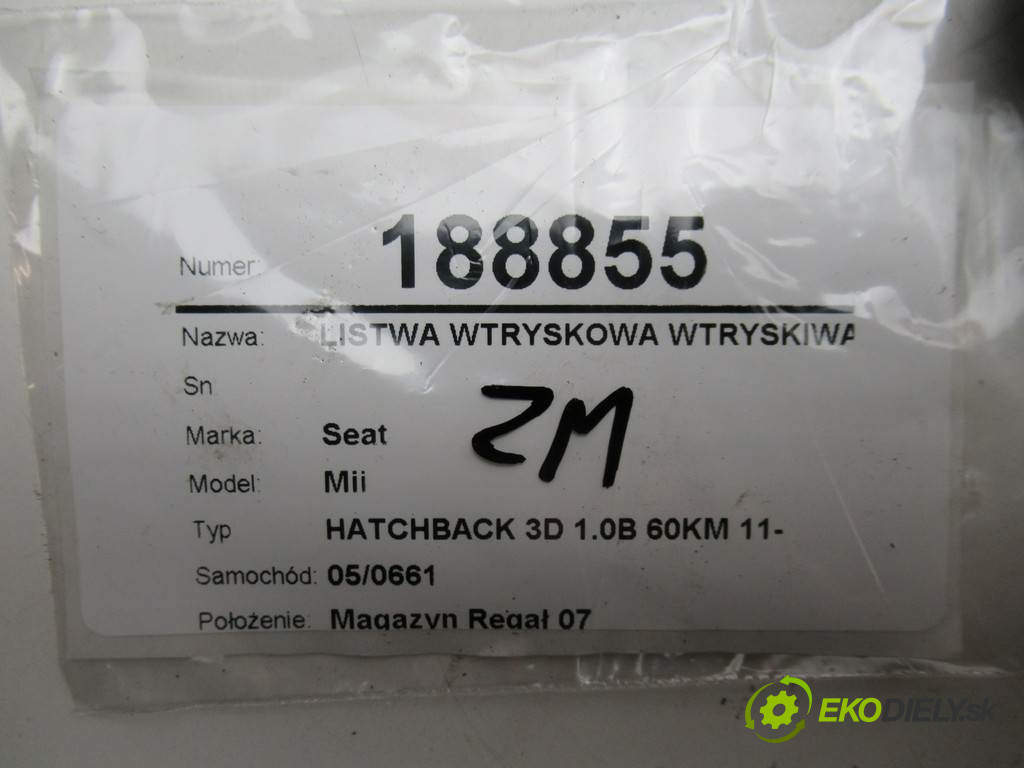 Numer: 188855
Nazwa: LISTWA WTRYSKOWA WTRYSKIWA
Sn
ZM
Marka: Seat
Model: Mii
Typ HATCHBACK 3D 1.0B 60KM 11-
Samochód: 05/0661
Położenie: Magazyn Regał 07
EKODIELY.sk